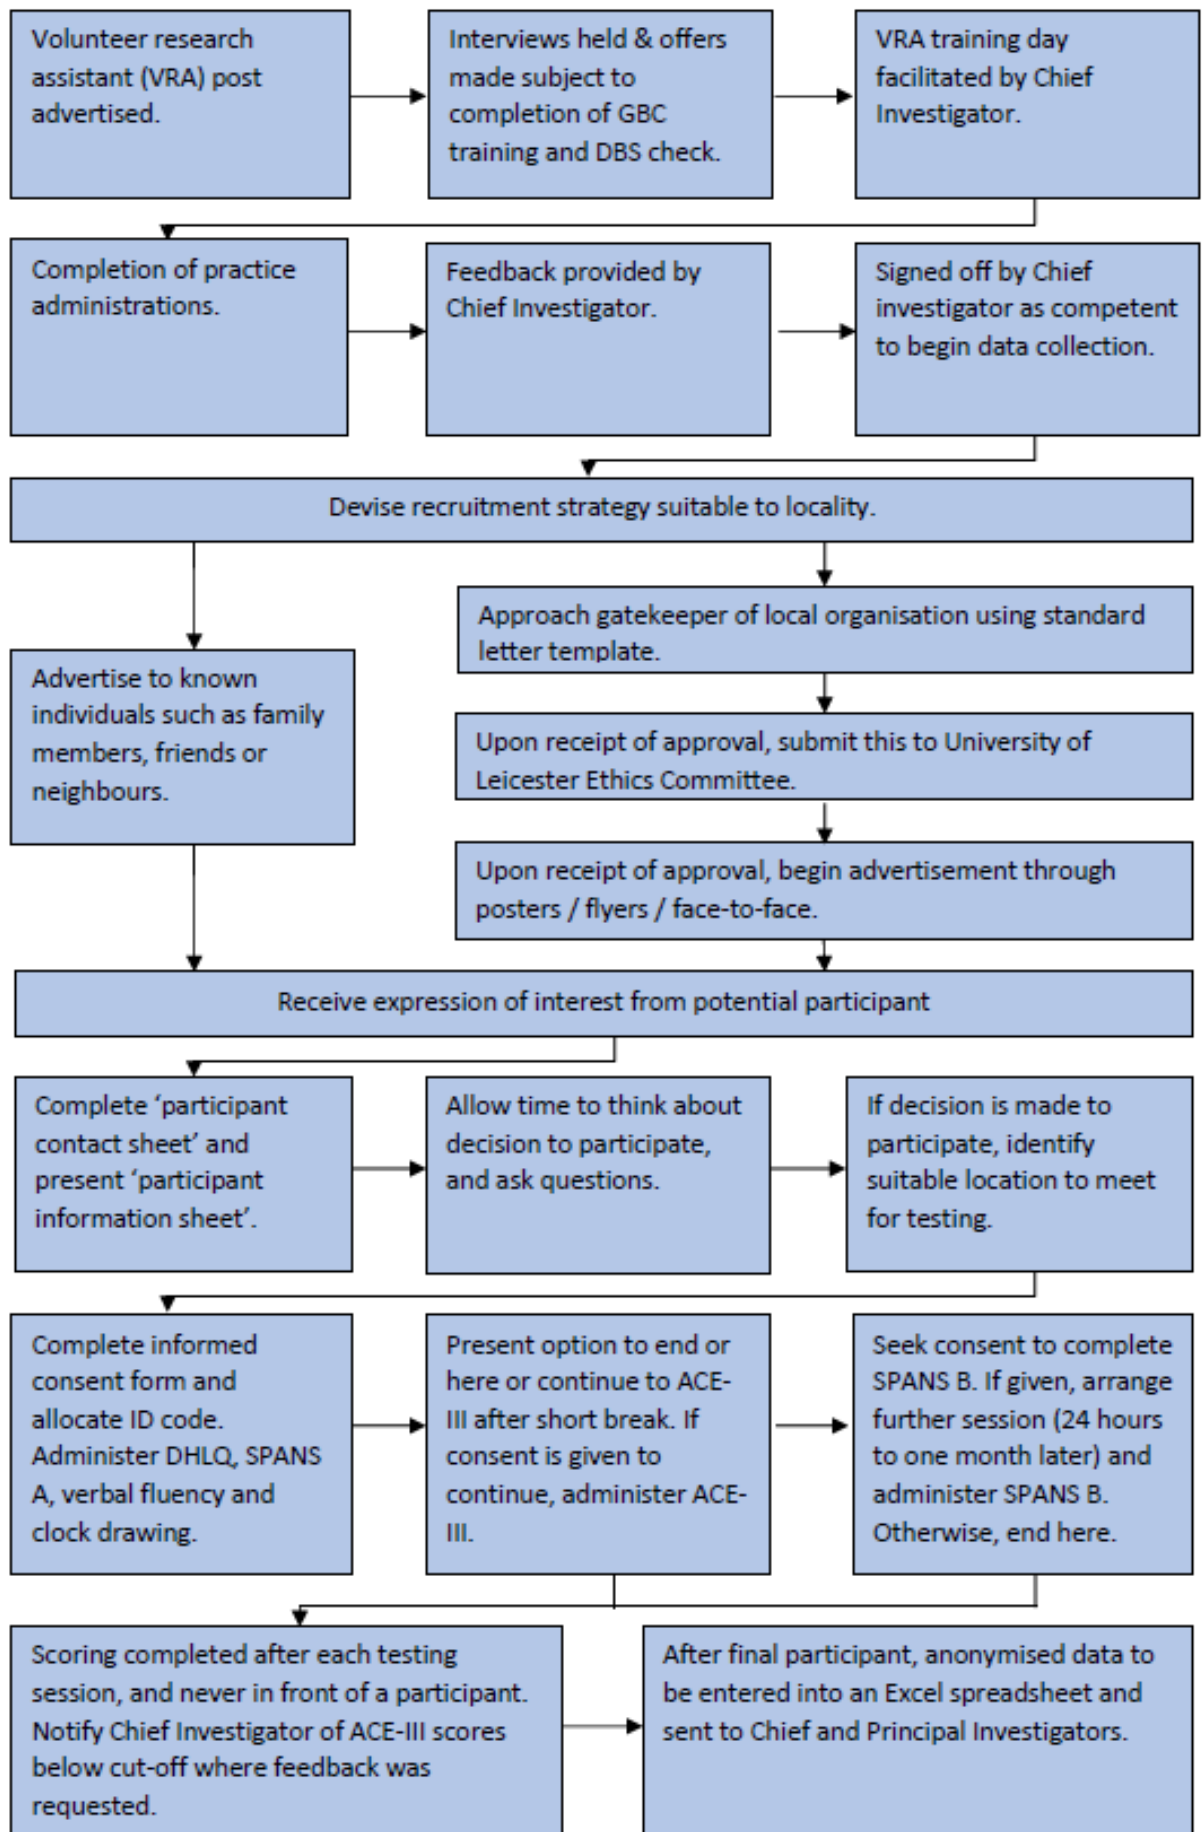 Volunteer research
assistant (VRA) post
advertised.
Interviews held & offers
made subject to
completion of GBC
training and DBS check.
VRA training day
facilitated by Chief
Investigator.
Completion of practice
administrations.
Feedback provided by
Chief Investigator.
Signed off by Chief
investigator as competent
to begin data collection.
Devise recruitment strategy suitable to locality.
Advertise to known
individuals such as family
members, friends or
neighbours.
Approach gatekeeper of local organisation using standard
letter template.
Upon receipt of approval, submit this to University of
Leicester Ethics Committee.
Upon receipt of approval, begin advertisement through
posters / flyers / face-to-face.
Receive expression of interest from potential participant
Complete ‘participant
contact sheet’ and
present ‘participant
information sheet’.
Allow time to think about
decision to participate,
and ask questions.
If decision is made to
participate, identify
suitable location to meet
for testing.
Complete informed
consent form and
allocate ID code.
Administer DHLQ, SPANS
A, verbal fluency and
clock drawing.
Present option to end or
here or continue to ACE-
III after short break. If
consent is given to
continue, administer ACE-
III.
Seek consent to complete
SPANS B. If given, arrange
further session (24 hours
to one month later) and
administer SPANS B.
Otherwise, end here.
Scoring completed after each testing
session, and never in front of a participant.
Notify Chief Investigator of ACE-III scores
below cut-off where feedback was
requested.
After final participant, anonymised data to
be entered into an Excel spreadsheet and
sent to Chief and Principal Investigators.